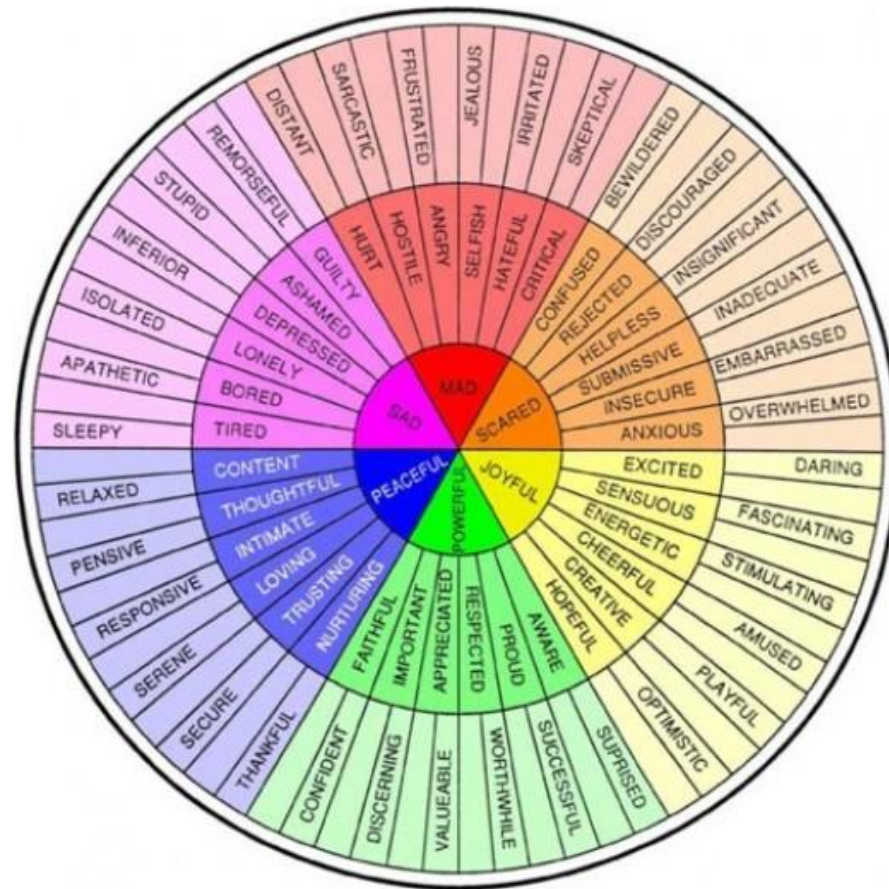 MAD
SCARED
JOYFUL
POWERFUL
PEACEFUL
SAD
HURT
HOSTILE
ANGRY
SELFISH
HATEFUL
CRITICAL
CONFUSED
REJECTED
HELPLESS
SUBMISSIVE
INSECURE
ANXIOUS
EXCITED
SENSUOUS
ENERGETIC
CHEERFUL
CREATIVE
HOPEFUL
AWARE
PROUD
RESPECTED
APPRECIATED
IMPORTANT
FAITHFUL
NURTURING
TRUSTING
LOVING
INTIMATE
THOUGHTFUL
CONTENT
TIRED
BORED
LONELY
DEPRESSED
ASHAMED
GUILTY
DISTANT
SARCASTIC
FRUSTRATED
JEALOUS
IRRITATED
SKEPTICAL
BEWILDERED
DISCOURAGED
INSIGNIFICANT
INADEQUATE
EMBARRASSED
OVERWHELMED
DARING
FASCINATING
STIMULATING
AMUSED
PLAYFUL
OPTIMISTIC
SUPRISED
SUCCESSFUL
WORTHWHILE
VALUEABLE
DISCERNING
CONFIDENT
THANKFUL
SECURE
SERENE
RESPONSIVE
PENSIVE
RELAXED
SLEEPY
APATHETIC
ISOLATED
INFERIOR
STUPID
REMORSEFUL